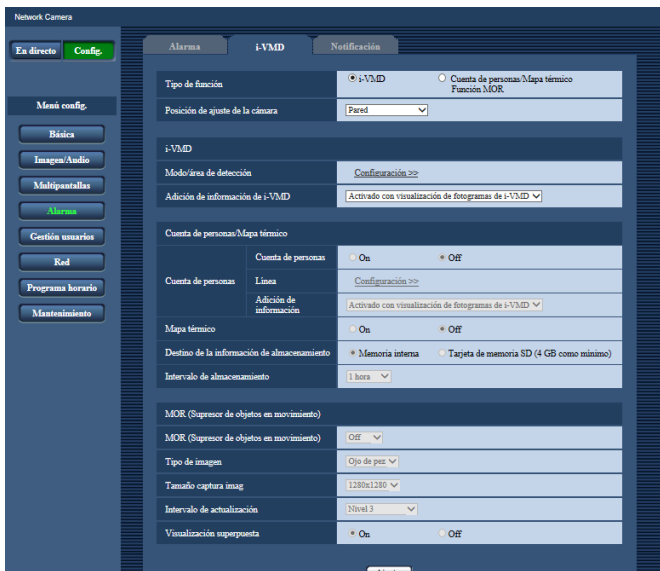 Network Camera
En directo
Config.
Alarma
i-VMD
Notificación
Menú config.
Básica
Imagen/Audio
Multipantallas
Alarma
Gestión usuarios
Red
Programa horario
Mantenimiento
Tipo de función
i-VMD
Cuenta de personas/Mapa térmico
Función MOR
Posición de ajuste de la cámara
Pared
i-VMD
Modo/área de detección
Configuración >>
Adición de información de i-VMD
Activado con visualización de fotogramas de i-VMD
Cuenta de personas/Mapa térmico
Cuenta de personas
Cuenta de personas
On
Off
Línea
Configuración >>
Adición de
información
Activado con visualización de fotogramas de i-VMD
Mapa térmico
On
Off
Destino de la información de almacenamiento
Memoria interna
Tarjeta de memoria SD (4 GB como mínimo)
Intervalo de almacenamiento
1 hora
MOR (Supresor de objetos en movimiento)
MOR (Supresor de objetos en movimiento)
Off
Tipo de imagen
Ojo de pez
Tamaño captura imag
1280x1280
Intervalo de actualización
Nivel 3
Visualización superpuesta
On
Off